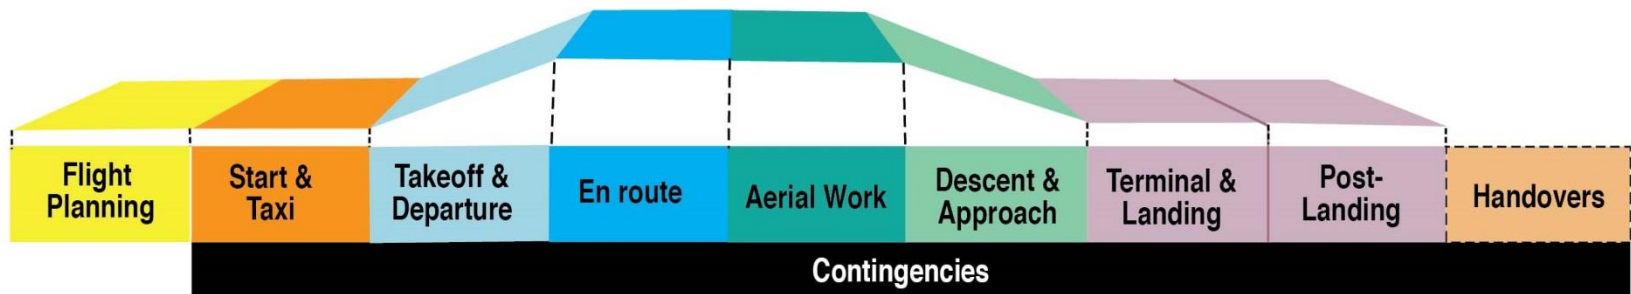 Flight
Planning
Start &
Taxi
Takeoff &
Departure
En route
Aerial Work
Descent &
Approach
Terminal &
Landing
Post-
Landing
Handovers
Contingencies